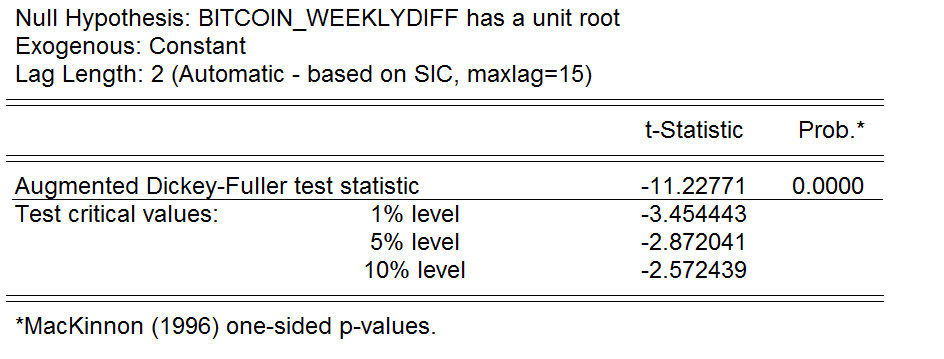 Null Hypothesis: BITCOIN_WEEKLYDIFF has a unit root
Exogenous: Constant
Lag Length: 2 (Automatic - based on SIC, maxlag=15)
t-Statistic Prob.*
Augmented Dickey-Fuller test statistic -11.22771 0.0000
Test critical values: 1% level -3.454443
5% level -2.872041
10% level -2.572439
*MacKinnon (1996) one-sided p-values.